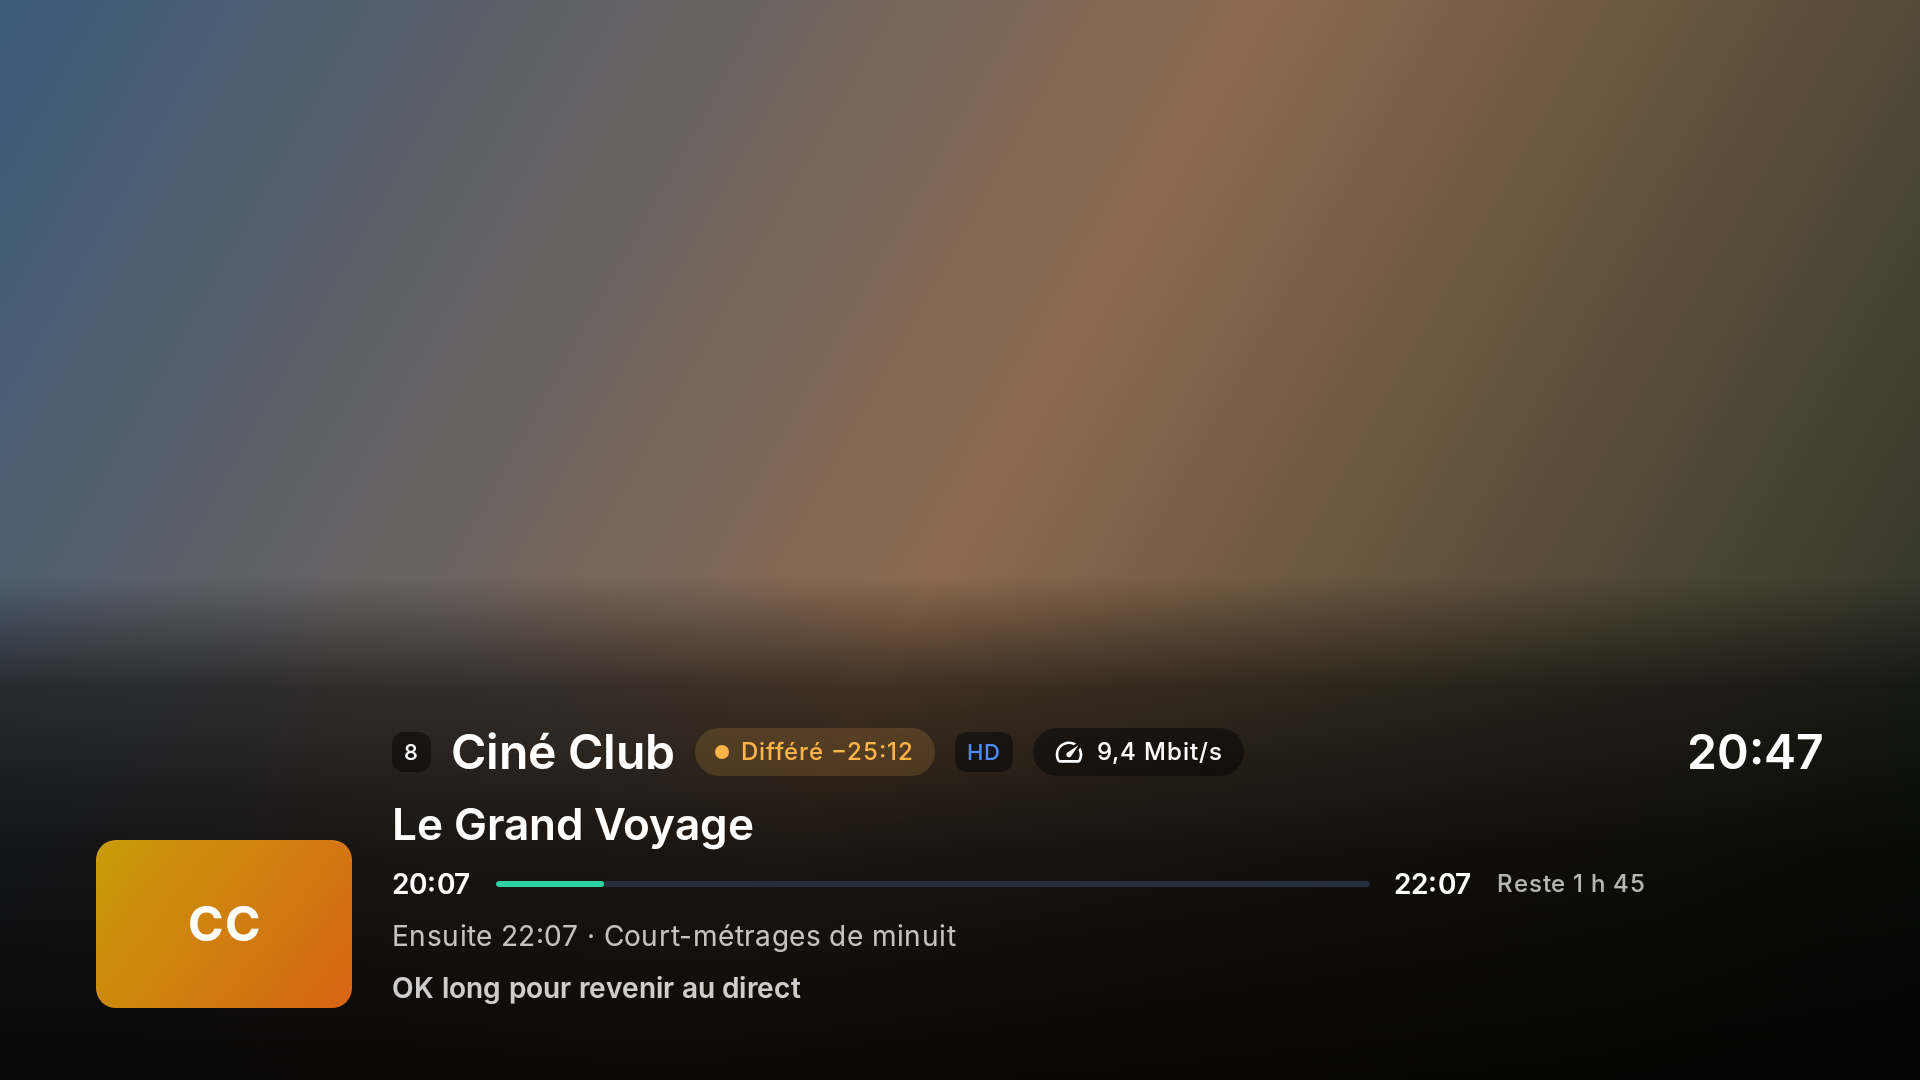 8 Ciné Club Différé −25:12 HD 9,4 Mbit/s 20:47
Le Grand Voyage
CC
20:07 22:07 Reste 1 h 45
Ensuite 22:07 · Court-métrages de minuit
OK long pour revenir au direct